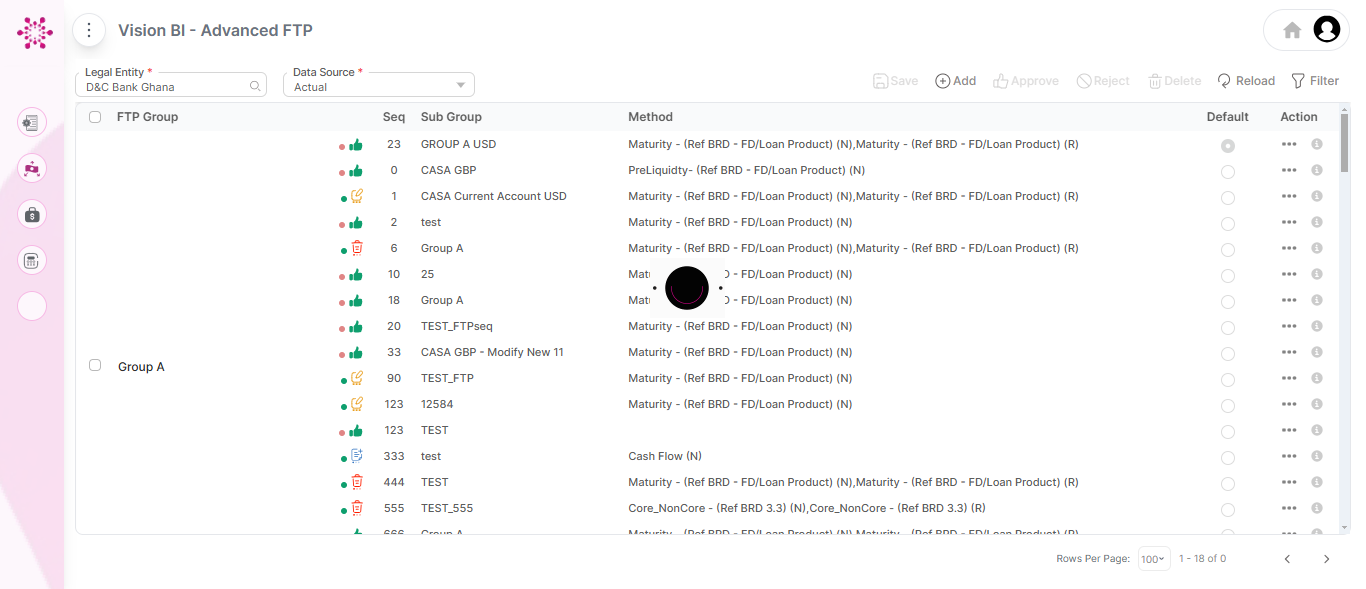 Vision BI - Advanced FTP
Legal Entity *
D&C Bank Ghana
Data Source *
Actual
Save Add Approve Reject Delete Reload Filter
FTP Group Seq Sub Group Method Default Action
23 GROUP A USD Maturity - (Ref BRD - FD/Loan Product) (N),Maturity - (Ref BRD - FD/Loan Product) (R)
0 CASA GBP PreLiquidty- (Ref BRD - FD/Loan Product) (N)
1 CASA Current Account USD Maturity - (Ref BRD - FD/Loan Product) (N),Maturity - (Ref BRD - FD/Loan Product) (R)
2 test Maturity - (Ref BRD - FD/Loan Product) (N)
6 Group A Maturity - (Ref BRD - FD/Loan Product) (N),Maturity - (Ref BRD - FD/Loan Product) (R)
10 25 - FD/Loan Product) (N)
18 Group A - FD/Loan Product) (N)
20 TEST_FTPseq Maturity - (Ref BRD - FD/Loan Product) (N)
33 CASA GBP - Modify New 11 Maturity - (Ref BRD - FD/Loan Product) (N)
Group A
90 TEST_FTP Maturity - (Ref BRD - FD/Loan Product) (N)
123 12584 Maturity - (Ref BRD - FD/Loan Product) (N)
123 TEST
333 test Cash Flow (N)
444 TEST Maturity - (Ref BRD - FD/Loan Product) (N),Maturity - (Ref BRD - FD/Loan Product) (R)
555 TEST_555 Core_NonCore - (Ref BRD 3.3) (N),Core_NonCore - (Ref BRD 3.3) (R)
666 Group A Maturity - (Ref BRD - FD/Loan Product) (N),Maturity - (Ref BRD - FD/Loan Product) (R)
Rows Per Page: 100 1 - 18 of 0